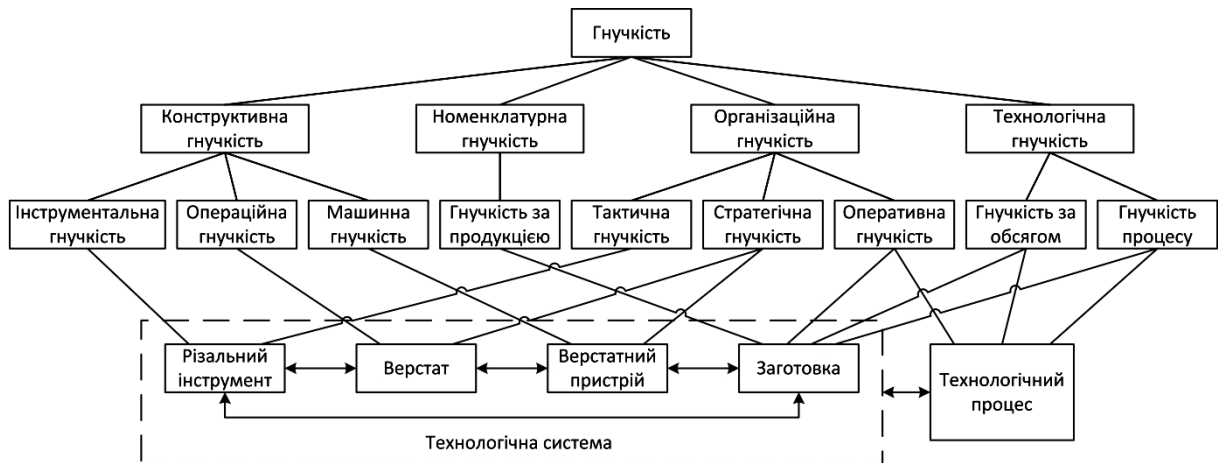 Гнучкість
Конструктивна
гнучкість
Номенклатурна
гнучкість
Організаційна
гнучкість
Технологічна
гнучкість
Інструментальна
гнучкість
Операційна
гнучкість
Машинна
гнучкість
Гнучкість за
продукцією
Тактична
гнучкість
Стратегічна
гнучкість
Оперативна
гнучкість
Гнучкість за
обсягом
Гнучкість
процесу
Різальний
інструмент
Верстат
Верстатний
пристрій
Заготовка
Технологічний
процес
Технологічна система